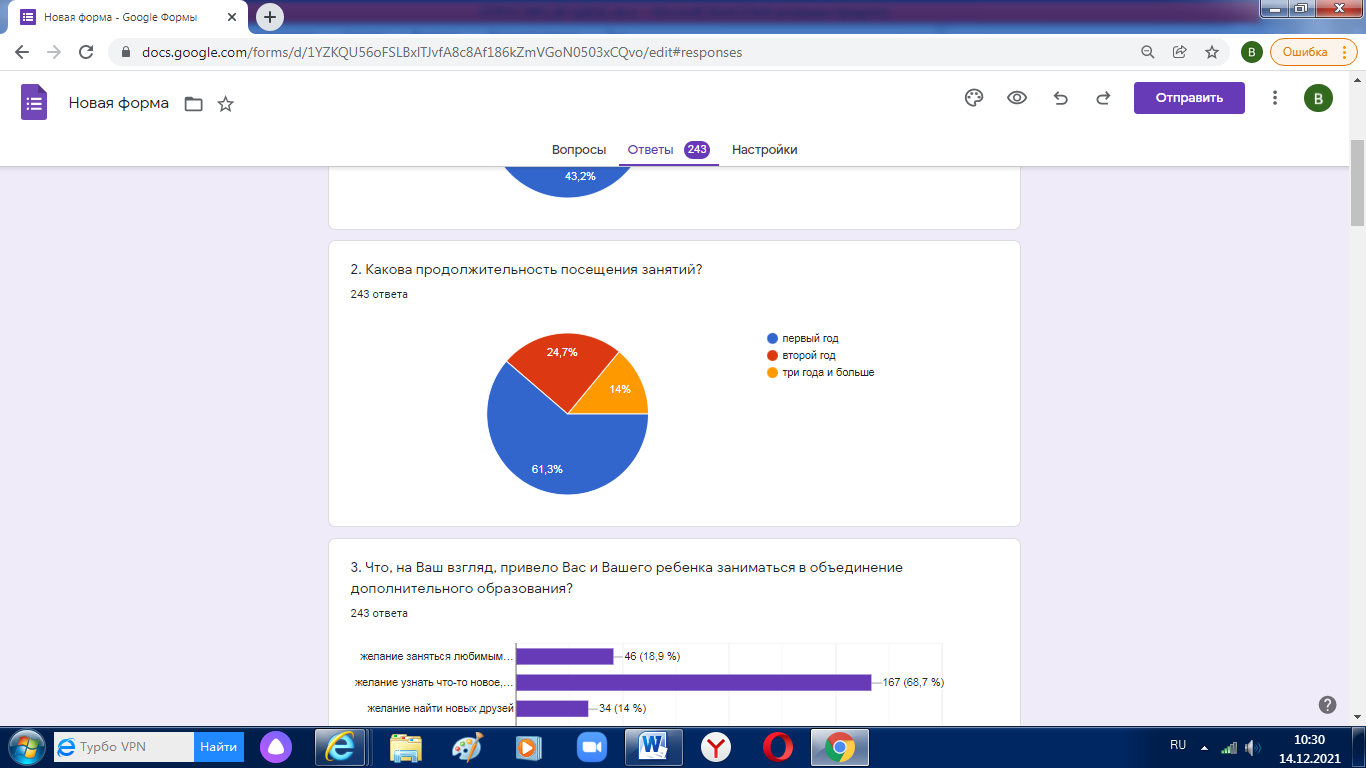 Новая форма - Google Формы
docs.google.com/forms/d/1YZKQU56oFSLBxITJvfA8c8Af186kZmVGoN0503xCQvo/edit#responses
B
Ошибка
Новая форма
Отправить
B
Вопросы
Ответы 243
Настройки
43,2%
2. Какова продолжительность посещения занятий?
243 ответа
первый год
второй год
три года и больше
24,7%
14%
61,3%
3. Что, на Ваш взгляд, привело Вас и Вашего ребенка заниматься в объединение
дополнительного образования?
243 ответа
желание заняться любимым… 46 (18,9 %)
желание узнать что-то новое,… 167 (68,7 %)
желание найти новых друзей 34 (14 %)
Турбо VPN
Найти
RU
10:30
14.12.2021